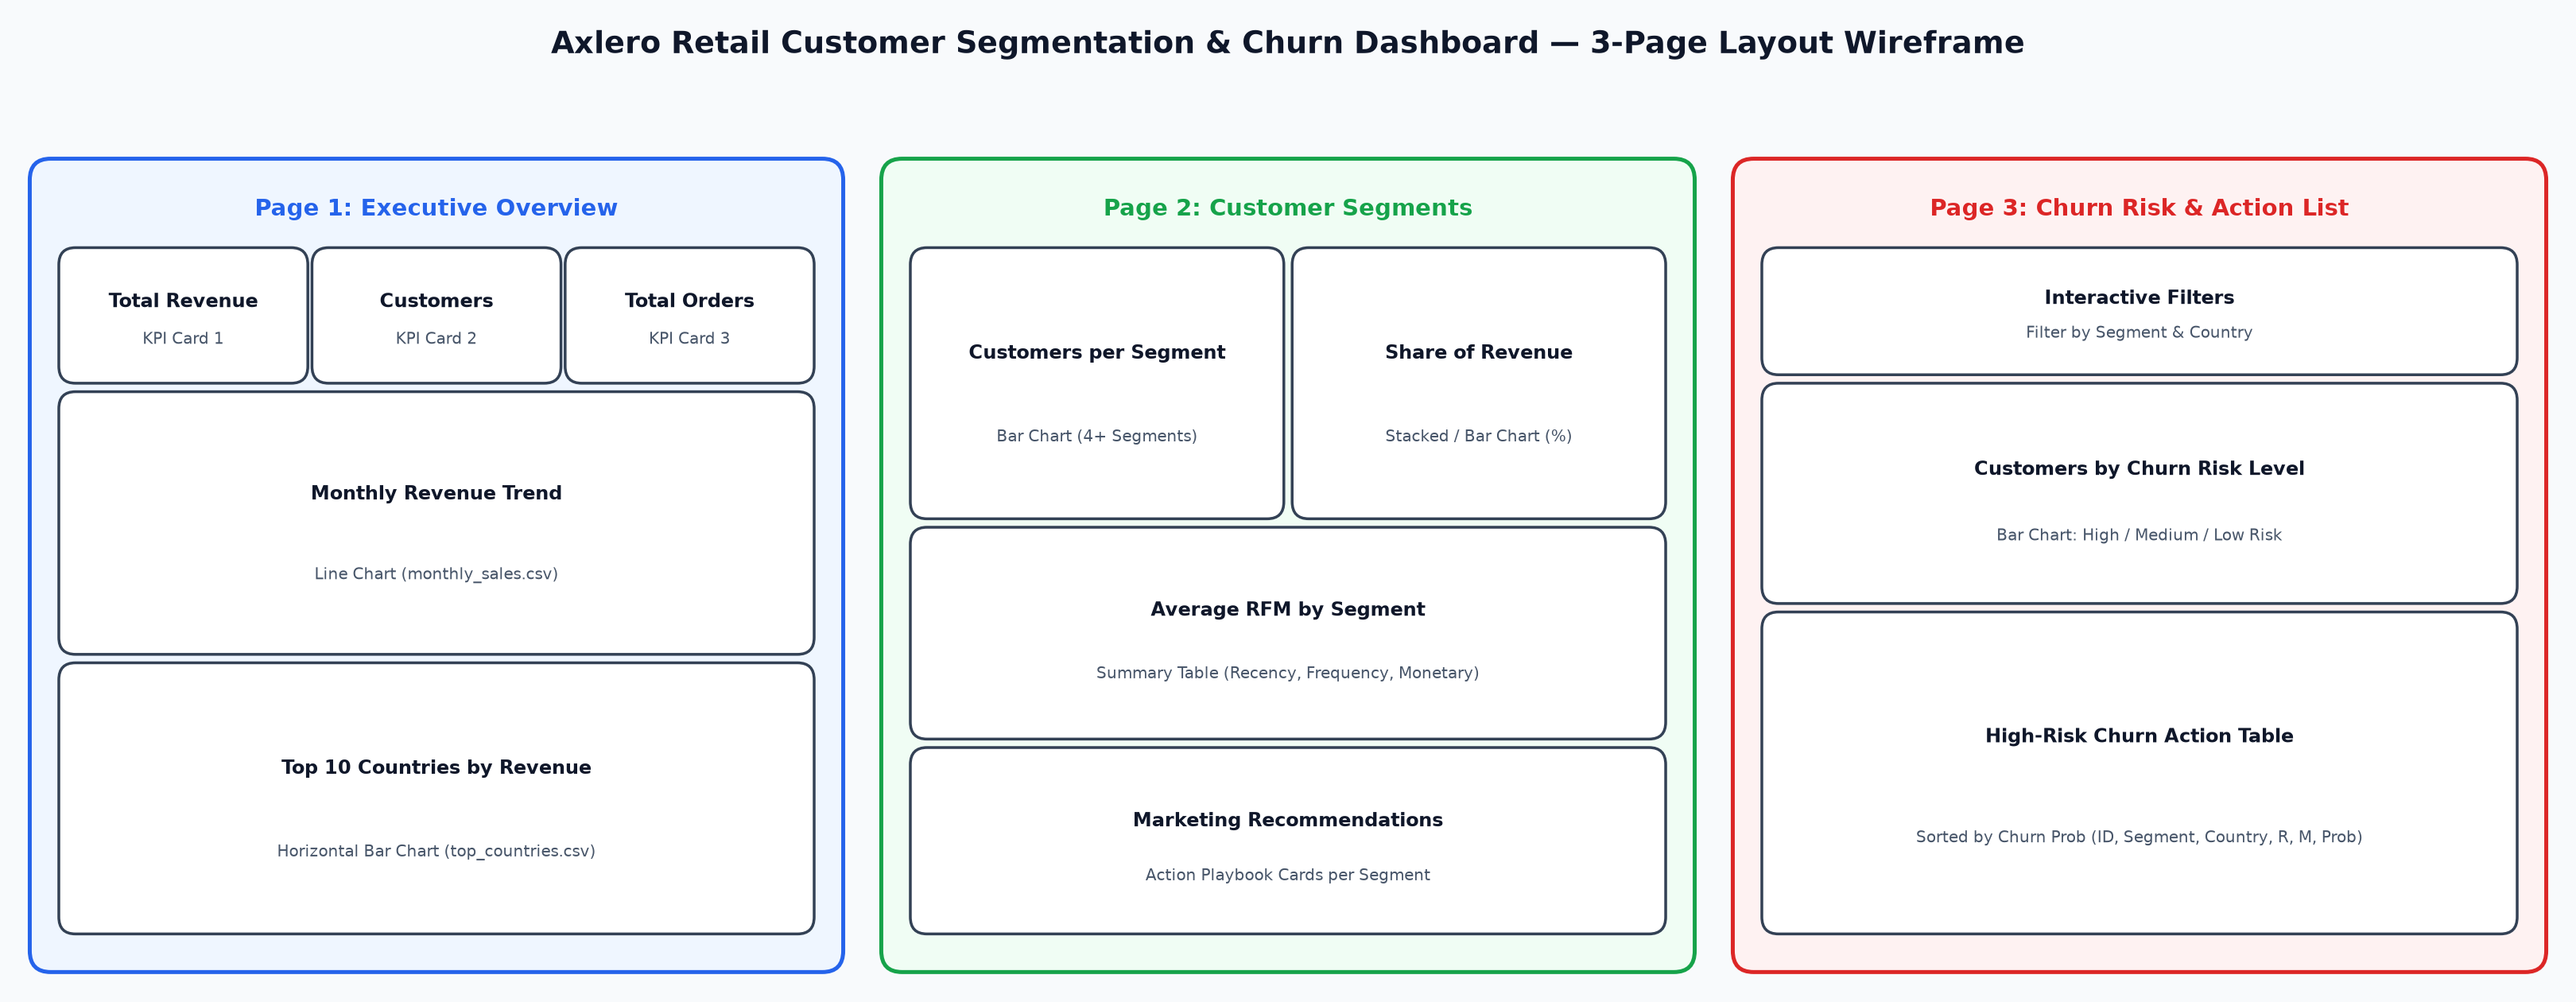 Axlero Retail Customer Segmentation & Churn Dashboard — 3-Page Layout Wireframe
Page 1: Executive Overview
Total Revenue
KPI Card 1
Customers
KPI Card 2
Total Orders
KPI Card 3
Monthly Revenue Trend
Line Chart (monthly_sales.csv)
Top 10 Countries by Revenue
Horizontal Bar Chart (top_countries.csv)
Page 2: Customer Segments
Customers per Segment
Bar Chart (4+ Segments)
Share of Revenue
Stacked / Bar Chart (%)
Average RFM by Segment
Summary Table (Recency, Frequency, Monetary)
Marketing Recommendations
Action Playbook Cards per Segment
Page 3: Churn Risk & Action List
Interactive Filters
Filter by Segment & Country
Customers by Churn Risk Level
Bar Chart: High / Medium / Low Risk
High-Risk Churn Action Table
Sorted by Churn Prob (ID, Segment, Country, R, M, Prob)